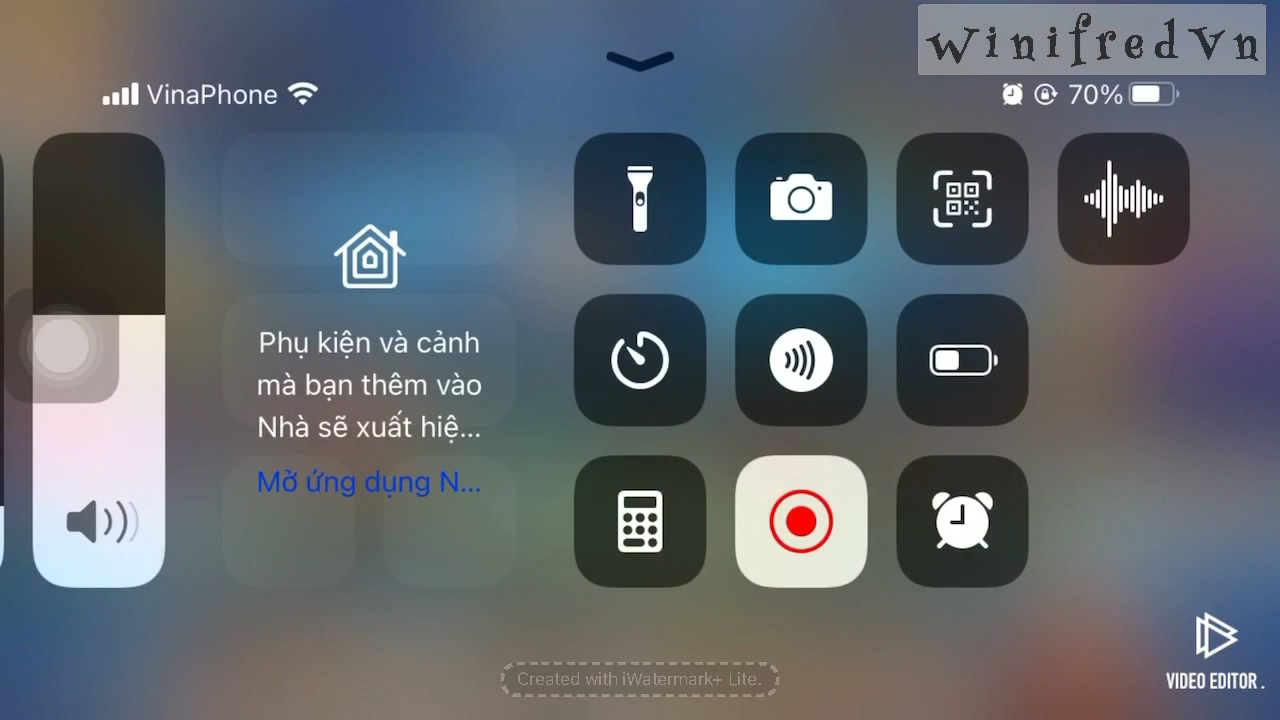 WinifredVn
VinaPhone
70%
Phụ kiện và cảnh
mà bạn thêm vào
Nhà sẽ xuất hiệ...
Mở ứng dụng N...
Created with iWatermark+ Lite.
VIDEO EDITOR .